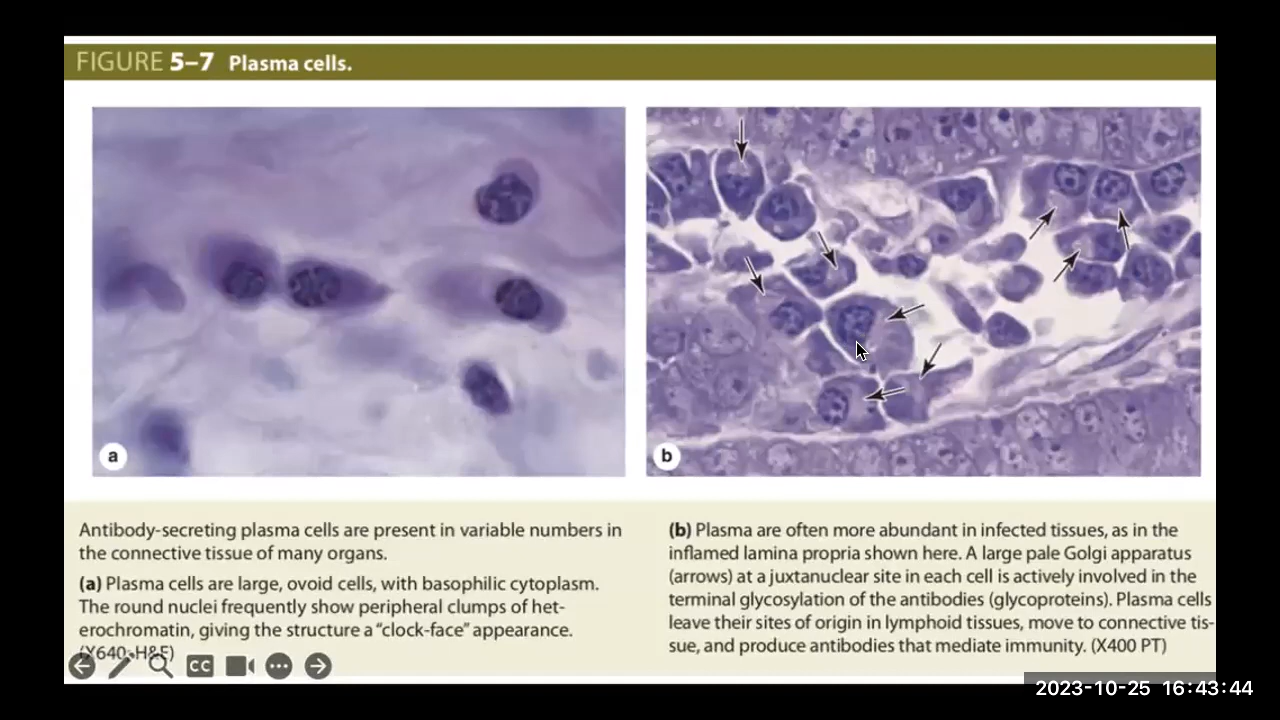 FIGURE 5–7 Plasma cells.
a
b
Antibody-secreting plasma cells are present in variable numbers in
the connective tissue of many organs.
(a) Plasma cells are large, ovoid cells, with basophilic cytoplasm.
The round nuclei frequently show peripheral clumps of het-
erochromatin, giving the structure a “clock-face” appearance.
(X640; H&E)
(b) Plasma are often more abundant in infected tissues, as in the
inflamed lamina propria shown here. A large pale Golgi apparatus
(arrows) at a juxtanuclear site in each cell is actively involved in the
terminal glycosylation of the antibodies (glycoproteins). Plasma cells
leave their sites of origin in lymphoid tissues, move to connective tis-
sue, and produce antibodies that mediate immunity. (X400 PT)
CC
2023-10-25 16:43:44